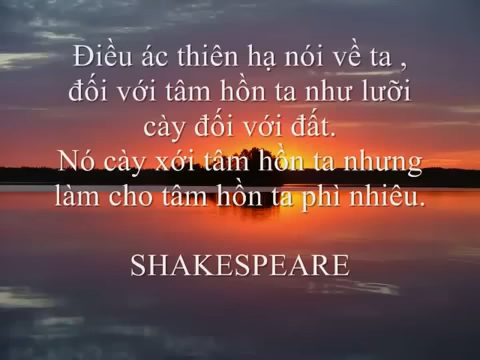 Điều ác thiên hạ nói về ta ,
đối với tâm hồn ta như lưỡi
cày đối với đất.
Nó cày xới tâm hồn ta nhưng
làm cho tâm hồn ta phì nhiêu.
SHAKESPEARE